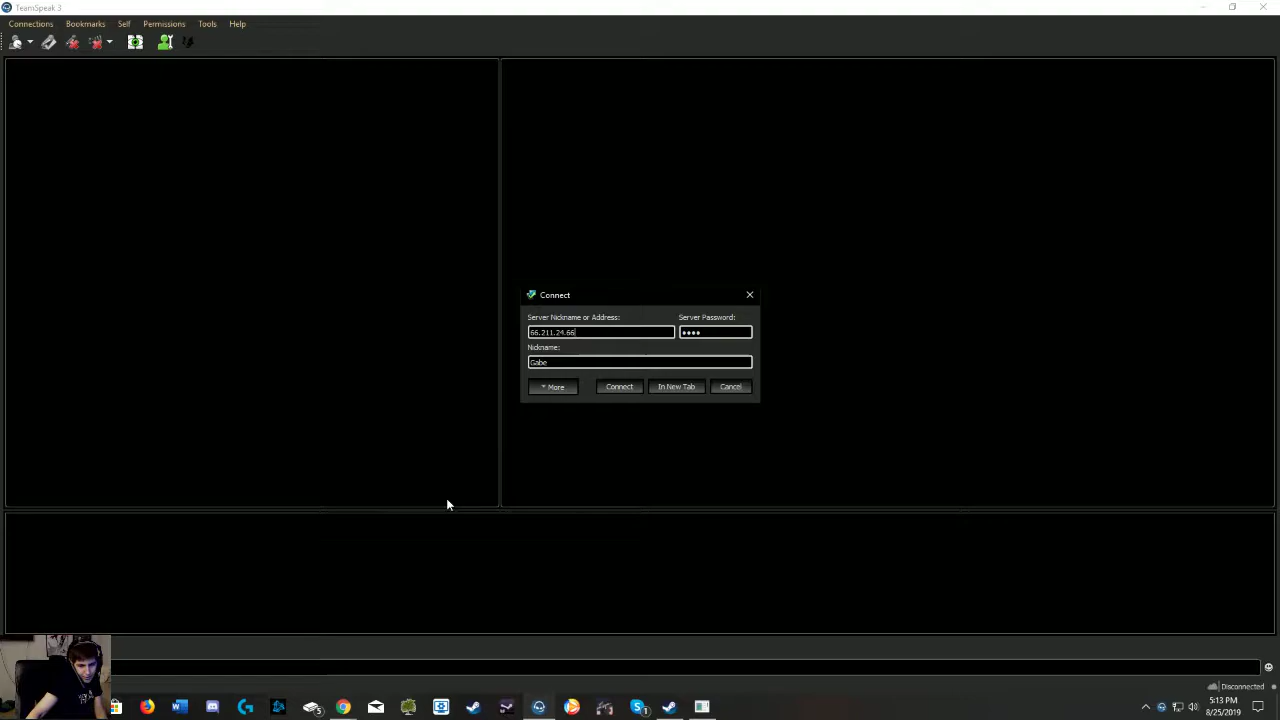 TeamSpeak 3
Connections Bookmarks Self Permissions Tools Help
Connect
Server Nickname or Address: Server Password:
66.211.24.66 ••••
Nickname:
Gabe
More Connect In New Tab Cancel
Disconnected
5:13 PM
8/25/2019